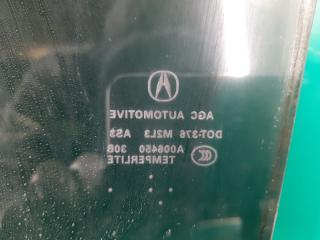 AGC AUTOMOTIVE
DOT-376 M2L3 AS3
A006450 30B
TEMPERLITE